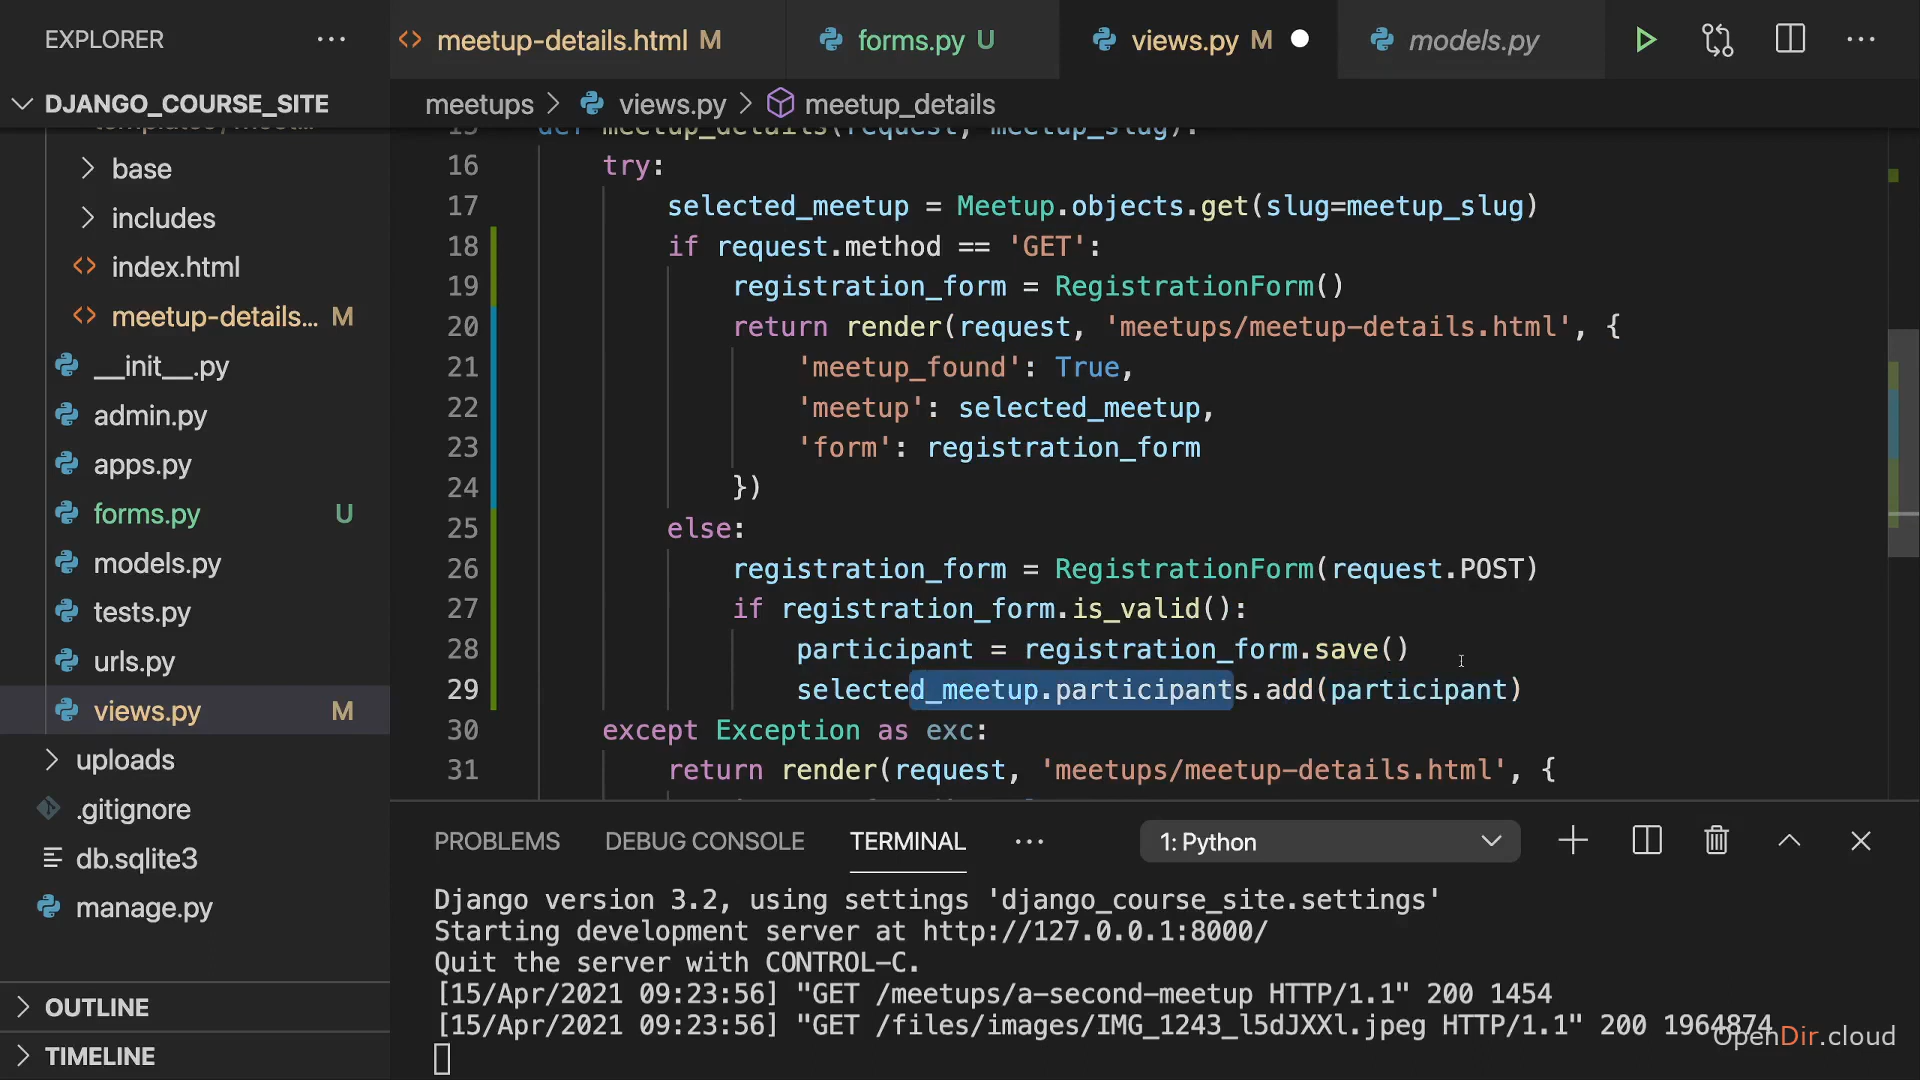 EXPLORER
meetup-details.html M
forms.py U
views.py M
models.py
DJANGO_COURSE_SITE
meetups
views.py
meetup_details
base
includes
index.html
meetup-details... M
__init__.py
admin.py
apps.py
forms.py U
models.py
tests.py
urls.py
views.py M
uploads
.gitignore
db.sqlite3
manage.py
OUTLINE
TIMELINE
15 def meetup_details(request, meetup_slug):
16 try:
17 selected_meetup = Meetup.objects.get(slug=meetup_slug)
18 if request.method == 'GET':
19 registration_form = RegistrationForm()
20 return render(request, 'meetups/meetup-details.html', {
21 'meetup_found': True,
22 'meetup': selected_meetup,
23 'form': registration_form
24 })
25 else:
26 registration_form = RegistrationForm(request.POST)
27 if registration_form.is_valid():
28 participant = registration_form.save()
29 selected_meetup.participants.add(participant)
30 except Exception as exc:
31 return render(request, 'meetups/meetup-details.html', {
PROBLEMS
DEBUG CONSOLE
TERMINAL
1: Python
Django version 3.2, using settings 'django_course_site.settings'
Starting development server at http://127.0.0.1:8000/
Quit the server with CONTROL-C.
[15/Apr/2021 09:23:56] "GET /meetups/a-second-meetup HTTP/1.1" 200 1454
[15/Apr/2021 09:23:56] "GET /files/images/IMG_1243_l5dJXXl.jpeg HTTP/1.1" 200 1964874
OpenDir.cloud